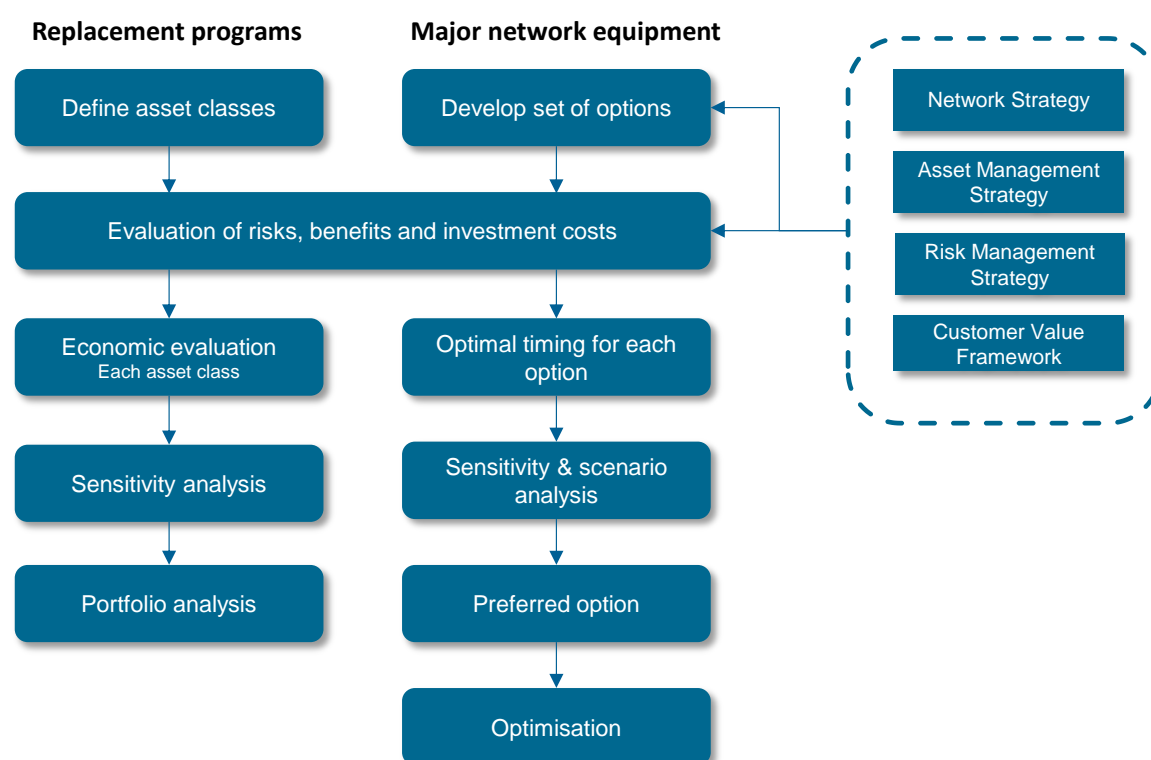 Replacement programs
Major network equipment
Define asset classes
Develop set of options
Evaluation of risks, benefits and investment costs
Economic evaluation
Each asset class
Optimal timing for each
option
Sensitivity analysis
Sensitivity & scenario
analysis
Portfolio analysis
Preferred option
Optimisation
Network Strategy
Asset Management
Strategy
Risk Management
Strategy
Customer Value
Framework